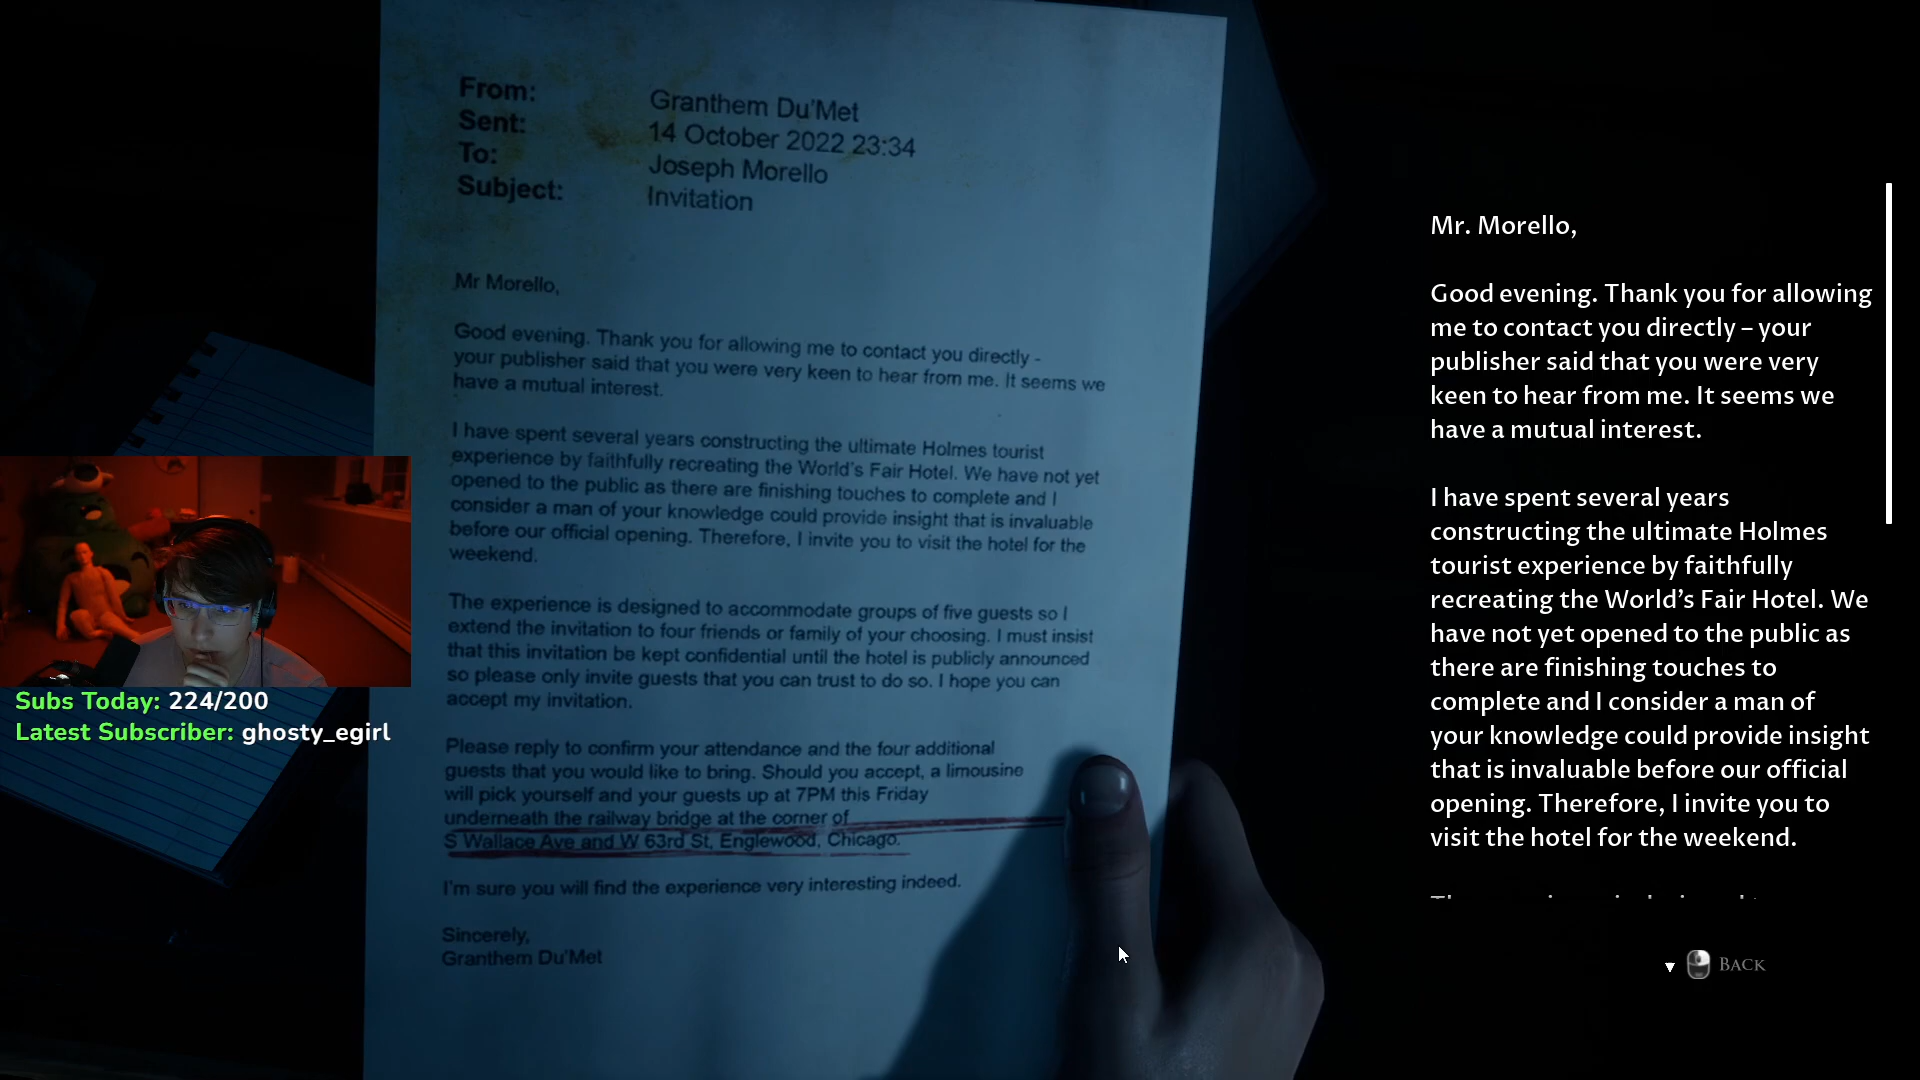 From: Granthem Du'Met
Sent: 14 October 2022 23:34
To: Joseph Morello
Subject: Invitation
Mr Morello,
Good evening. Thank you for allowing me to contact you directly -
your publisher said that you were very keen to hear from me. It seems we
have a mutual interest.
I have spent several years constructing the ultimate Holmes tourist
experience by faithfully recreating the World's Fair Hotel. We have not yet
opened to the public as there are finishing touches to complete and I
consider a man of your knowledge could provide insight that is invaluable
before our official opening. Therefore, I invite you to visit the hotel for the
weekend.
The experience is designed to accommodate groups of five guests so I
extend the invitation to four friends or family of your choosing. I must insist
that this invitation be kept confidential until the hotel is publicly announced
so please only invite guests that you can trust to do so. I hope you can
accept my invitation.
Please reply to confirm your attendance and the four additional
guests that you would like to bring. Should you accept, a limousine
will pick yourself and your guests up at 7PM this Friday
underneath the railway bridge at the corner of
S Wallace Ave and W 63rd St, Englewood, Chicago.
I'm sure you will find the experience very interesting indeed.
Sincerely,
Granthem Du'Met
Subs Today: 224/200
Latest Subscriber: ghosty_egirl
Mr. Morello,
Good evening. Thank you for allowing
me to contact you directly – your
publisher said that you were very
keen to hear from me. It seems we
have a mutual interest.
I have spent several years
constructing the ultimate Holmes
tourist experience by faithfully
recreating the World's Fair Hotel. We
have not yet opened to the public as
there are finishing touches to
complete and I consider a man of
your knowledge could provide insight
that is invaluable before our official
opening. Therefore, I invite you to
visit the hotel for the weekend.
BACK